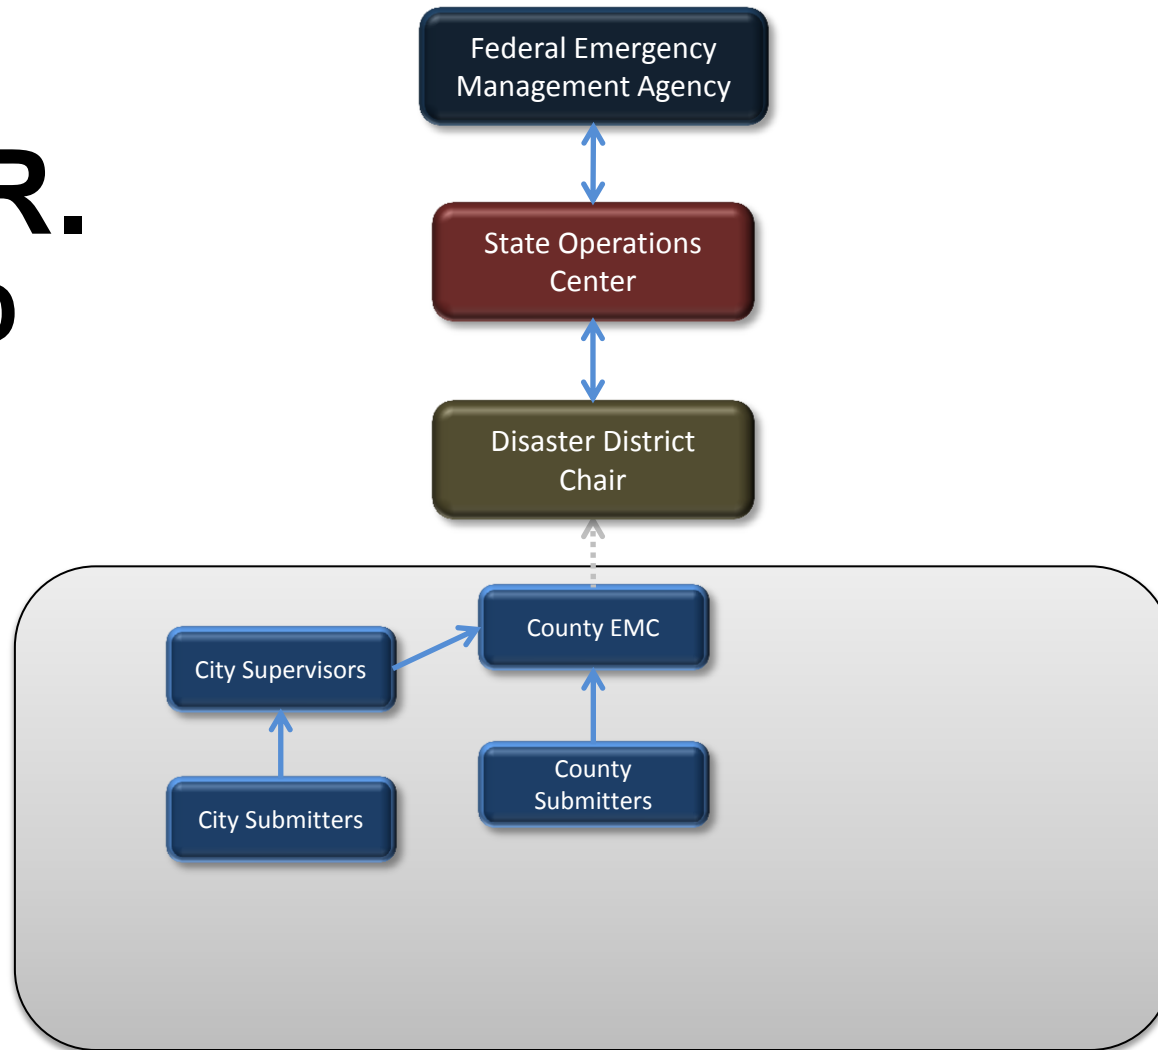 R.
Federal Emergency
Management Agency
State Operations
Center
Disaster District
Chair
County EMC
City Supervisors
County
Submitters
City Submitters